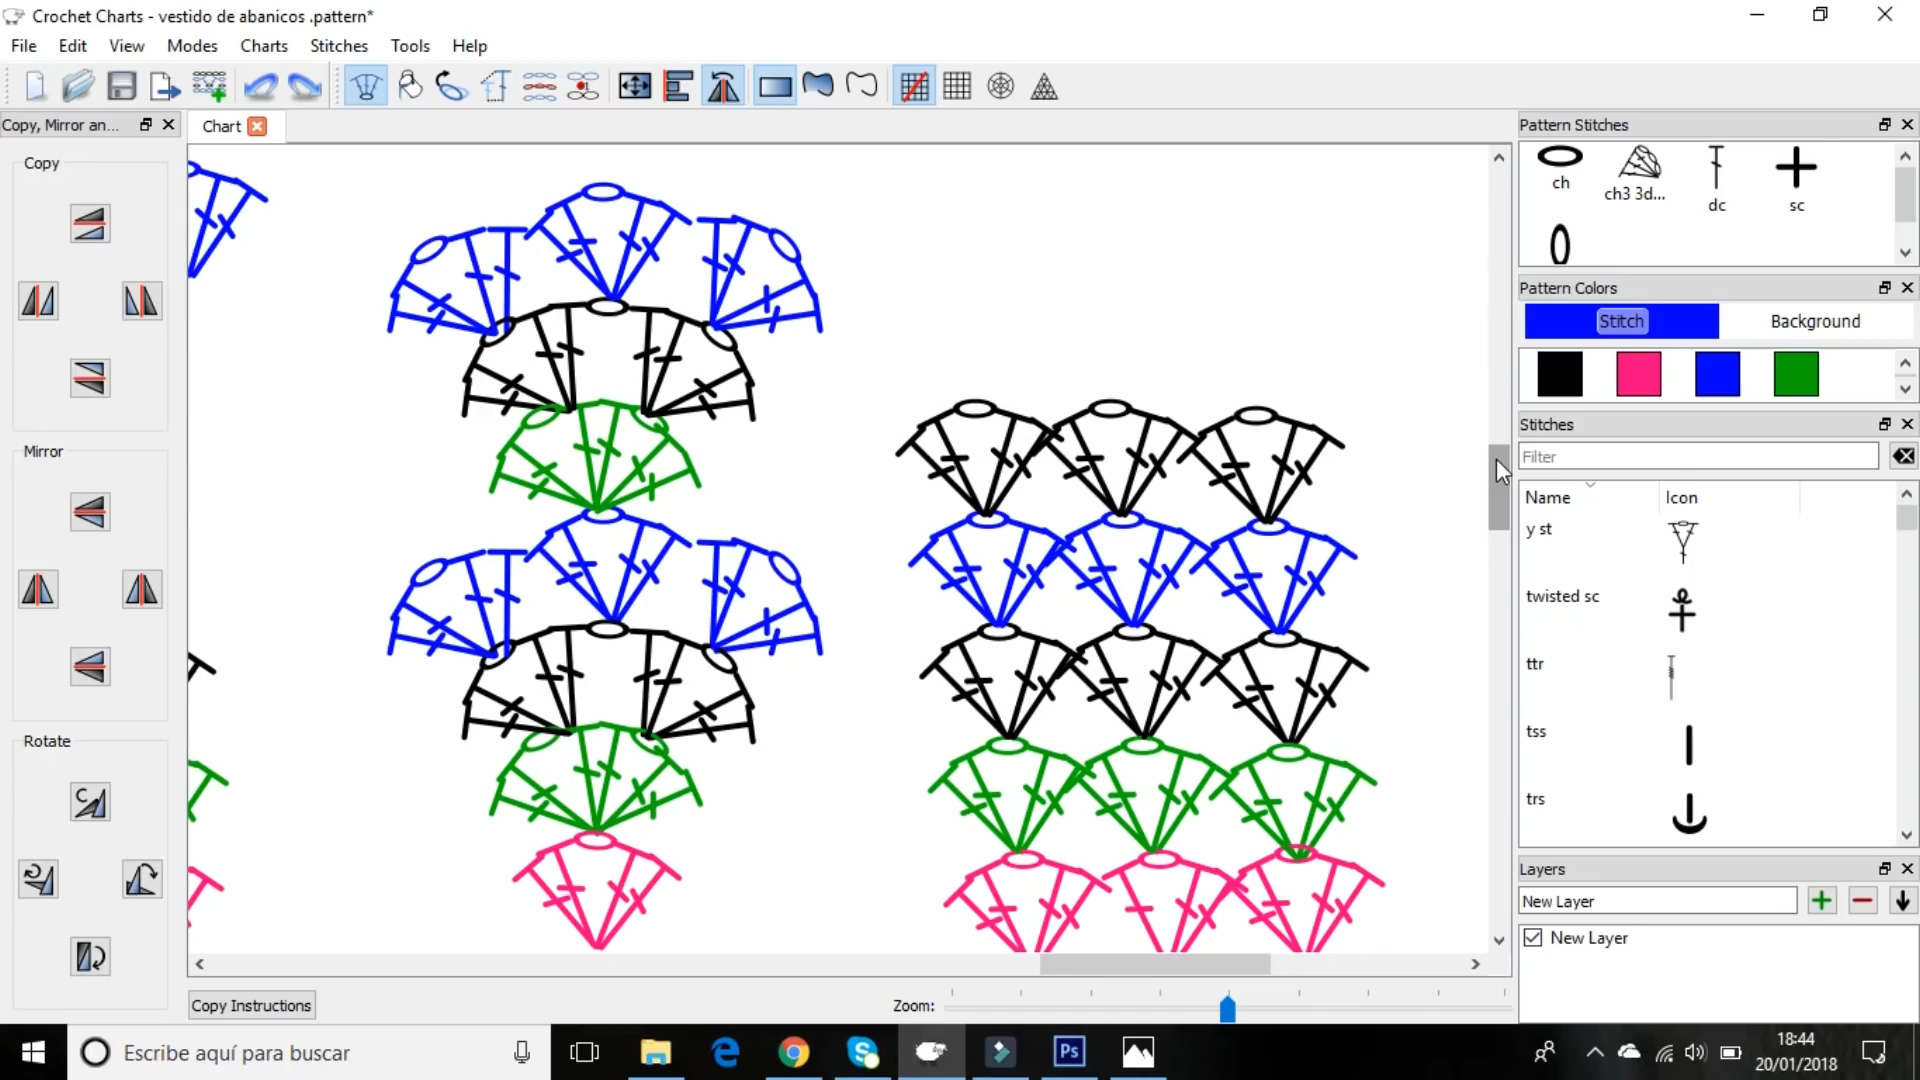 Crochet Charts - vestido de abanicos .pattern*
File Edit View Modes Charts Stitches Tools Help
Copy, Mirror an...
Chart
Copy
Mirror
Rotate
Copy Instructions
Zoom:
Pattern Stitches
ch ch3 3d... dc sc
Pattern Colors
Stitch Background
Stitches
Filter
Name Icon
y st
twisted sc
ttr
tss
trs
Layers
New Layer
New Layer
Escribe aquí para buscar
Ps
18:44
20/01/2018